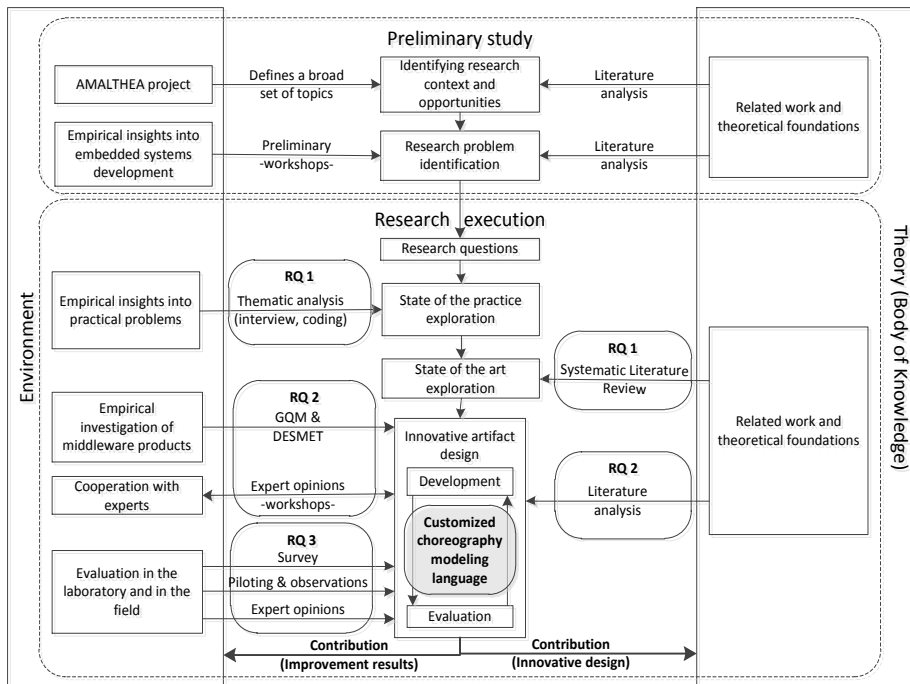 Preliminary study
AMALTHEA project
Defines a broad
set of topics
Identifying research
context and
opportunities
Literature
analysis
Related work and
theoretical foundations
Empirical insights into
embedded systems
development
Preliminary
-workshops-
Research problem
identification
Literature
analysis
Research execution
Research questions
Environment
Theory (Body of Knowledge)
Empirical insights into
practical problems
RQ 1
Thematic analysis
(interview, coding)
State of the practice
exploration
State of the art
exploration
RQ 1
Systematic Literature
Review
Related work and
theoretical foundations
Empirical
investigation of
middleware products
RQ 2
GQM &
DESMET
Innovative artifact
design
Cooperation with
experts
Expert opinions
-workshops-
Development
RQ 2
Literature
analysis
Customized
choreography
modeling
language
Evaluation in the
laboratory and in the
field
RQ 3
Survey
Piloting & observations
Expert opinions
Evaluation
Contribution
(Improvement results)
Contribution
(Innovative design)